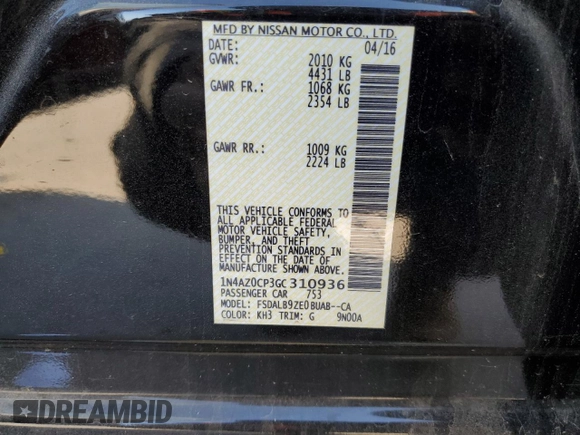 MFD BY NISSAN MOTOR CO., LTD.
DATE: 04/16
GVWR: 2010 KG
4431 LB
GAWR FR.: 1068 KG
2354 LB
GAWR RR.: 1009 KG
2224 LB
THIS VEHICLE CONFORMS TO
ALL APPLICABLE FEDERAL
MOTOR VEHICLE SAFETY,
BUMPER, AND THEFT
PREVENTION STANDARDS IN
EFFECT ON THE DATE OF
MANUFACTURE SHOWN ABOVE.
1N4AZ0CP3GC310936
PASSENGER CAR 753
MODEL: FSDALB9ZE0BUAB--CA
COLOR: KH3 TRIM: G 9N00A
DREAMBID